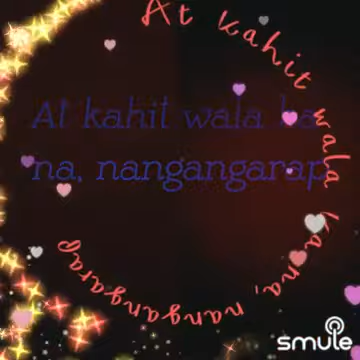 At kahit wala ka na, nangangarap
At kahit wala ka
na, nangangarap
smule